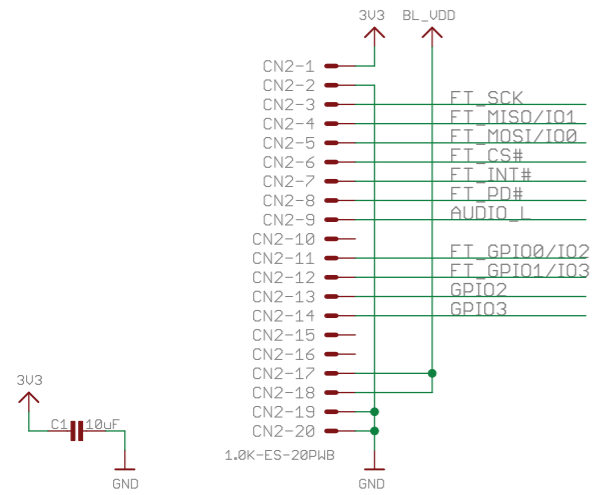 3V3 BL_VDD
CN2-1
CN2-2
CN2-3 FT_SCK
CN2-4 FT_MISO/IO1
CN2-5 FT_MOSI/IO0
CN2-6 FT_CS#
CN2-7 FT_INT#
CN2-8 FT_PD#
CN2-9 AUDIO_L
CN2-10
CN2-11 FT_GPIO0/IO2
CN2-12 FT_GPIO1/IO3
CN2-13 GPIO2
CN2-14 GPIO3
CN2-15
CN2-16
CN2-17
CN2-18
CN2-19
CN2-20
1.0K-ES-20PWB
GND
3V3
C1 10uF
GND